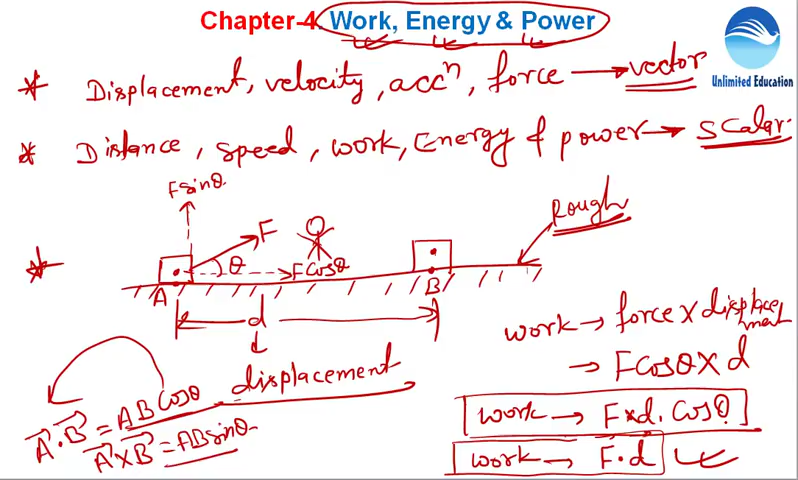 Chapter-4. Work, Energy & Power
Unlimited Education
* Displacement, velocity, accⁿ, force → vector
* Distance, speed, work, Energy & power → scalar.
Fsinθ
F
θ
Fcosθ
Rough
A
B
d
displacement
work → force × displacement
→ Fcosθ × d
work → F×d. cosθ
work → F·d
A⃗·B⃗ = AB cosθ
A⃗×B⃗ = AB sinθ